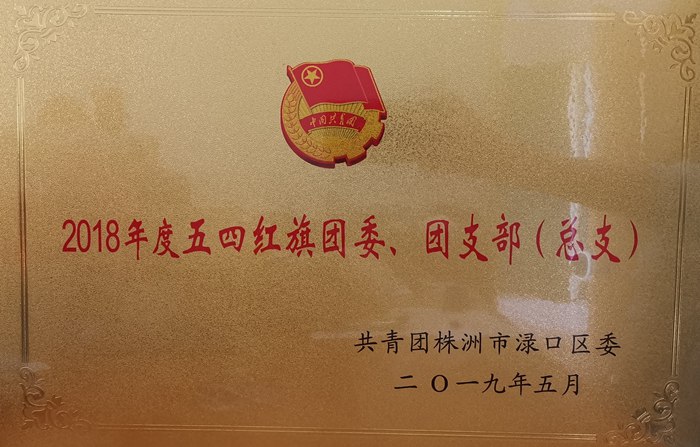 中国共青团
2018年度五四红旗团委、团支部（总支）
共青团株洲市渌口区委
二O一九年五月